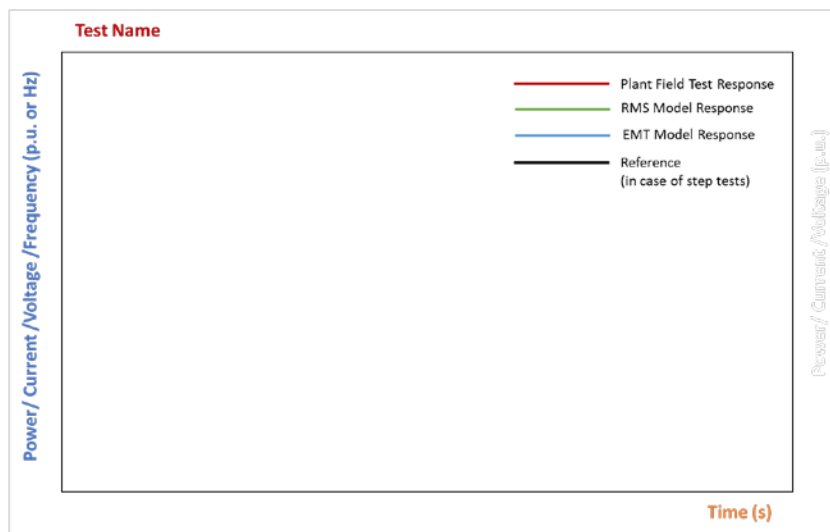 Test Name
Power/ Current /Voltage /Frequency (p.u. or Hz)
Plant Field Test Response
RMS Model Response
EMT Model Response
Reference
(in case of step tests)
Power/ Current /Voltage (p.u.)
Time (s)